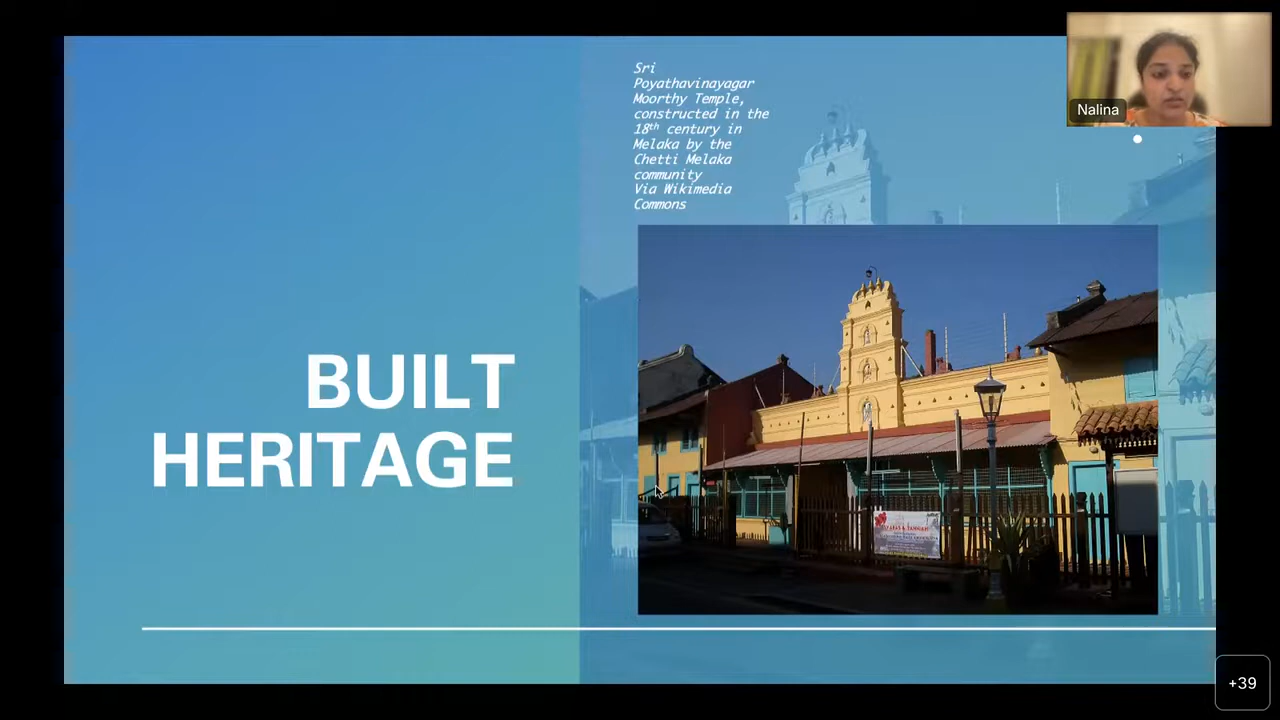 Sri
Poyathavinayagar
Moorthy Temple,
constructed in the
18th century in
Melaka by the
Chetti Melaka
community
Via Wikimedia
Commons
Nalina
BUILT
HERITAGE
+39